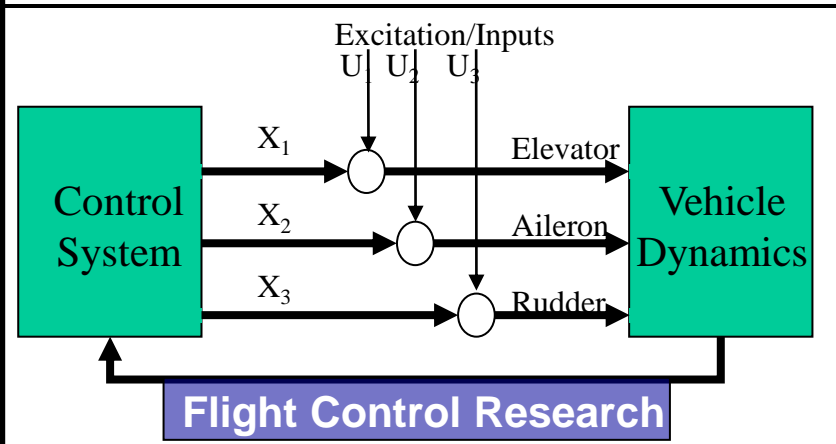 Excitation/Inputs
U1 U2 U3
X1
Elevator
Control
System
X2
Aileron
Vehicle
Dynamics
X3
Rudder
Flight Control Research